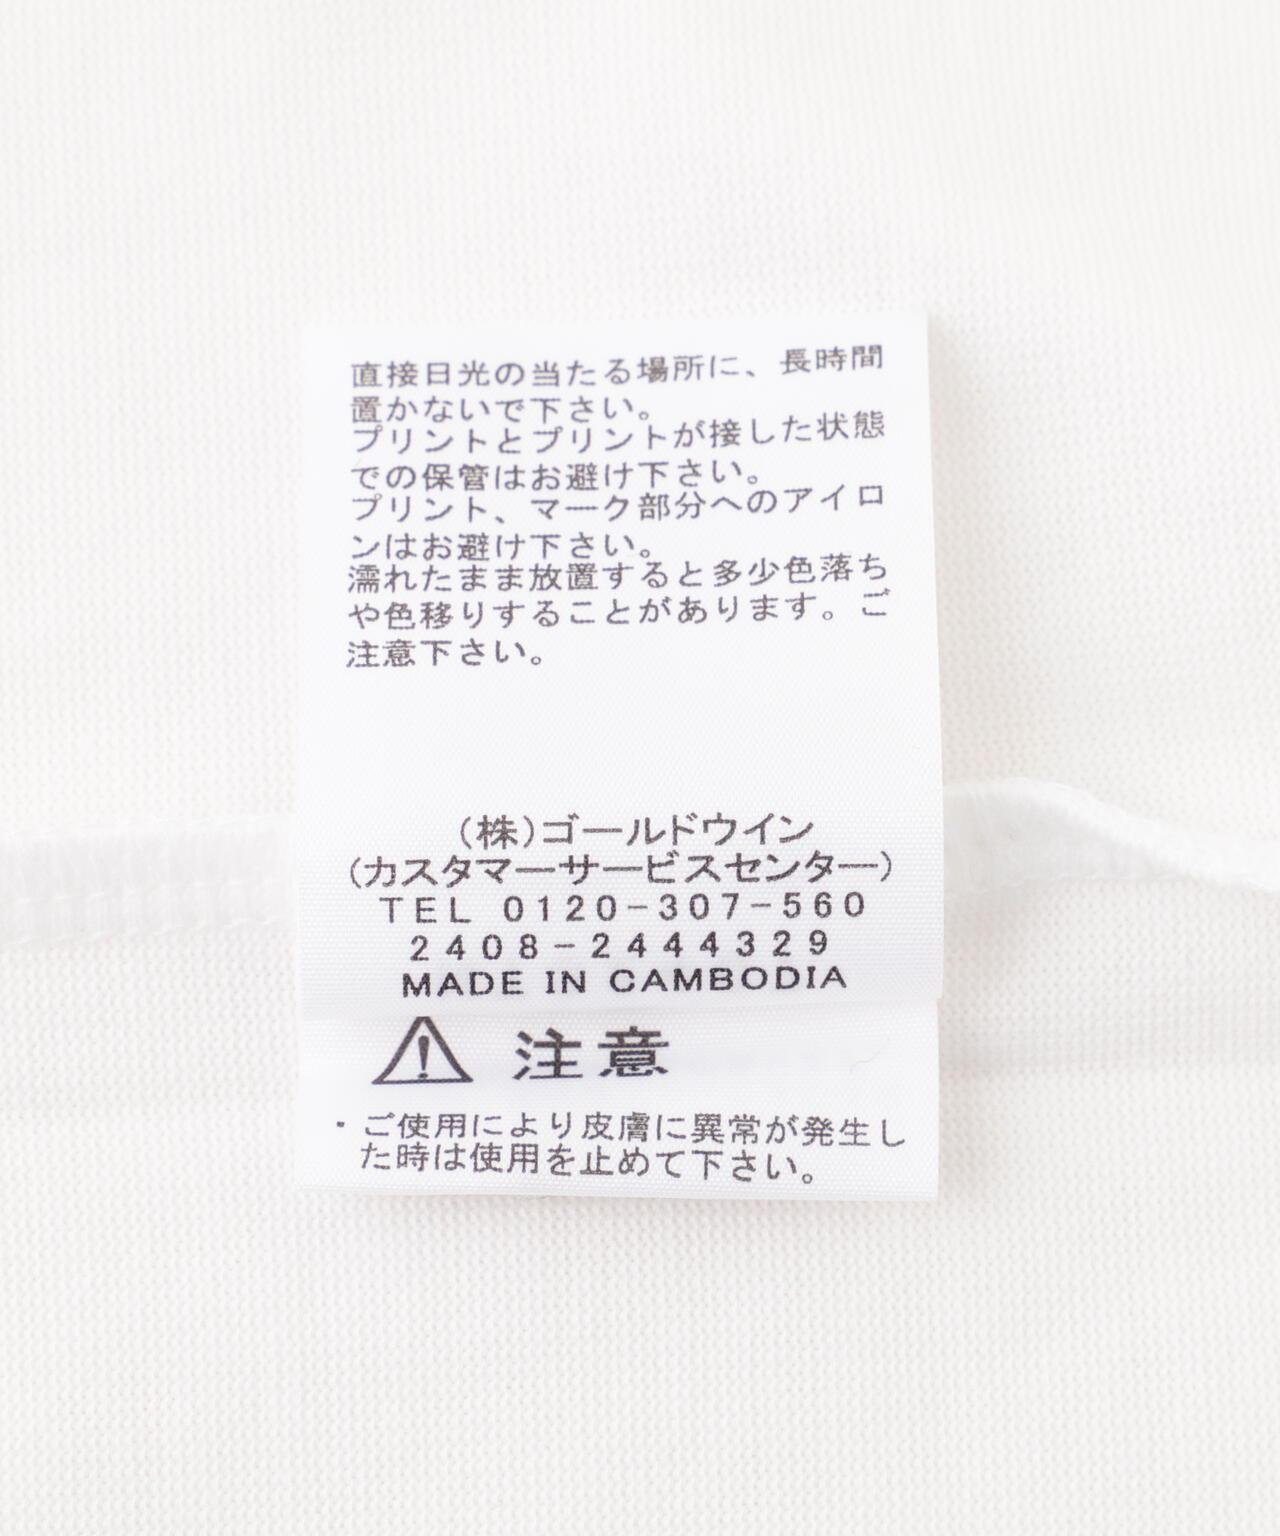 直接日光の当たる場所に、長時間
置かないで下さい。
プリントとプリントが接した状態
での保管はお避け下さい。
プリント、マーク部分へのアイロ
ンはお避け下さい。
濡れたまま放置すると多少色落ち
や色移りすることがあります。ご
注意下さい。
(株)ゴールドウイン
(カスタマーサービスセンター)
TEL 0120-307-560
2408-2444329
MADE IN CAMBODIA
注意
・ご使用により皮膚に異常が発生し
た時は使用を止めて下さい。